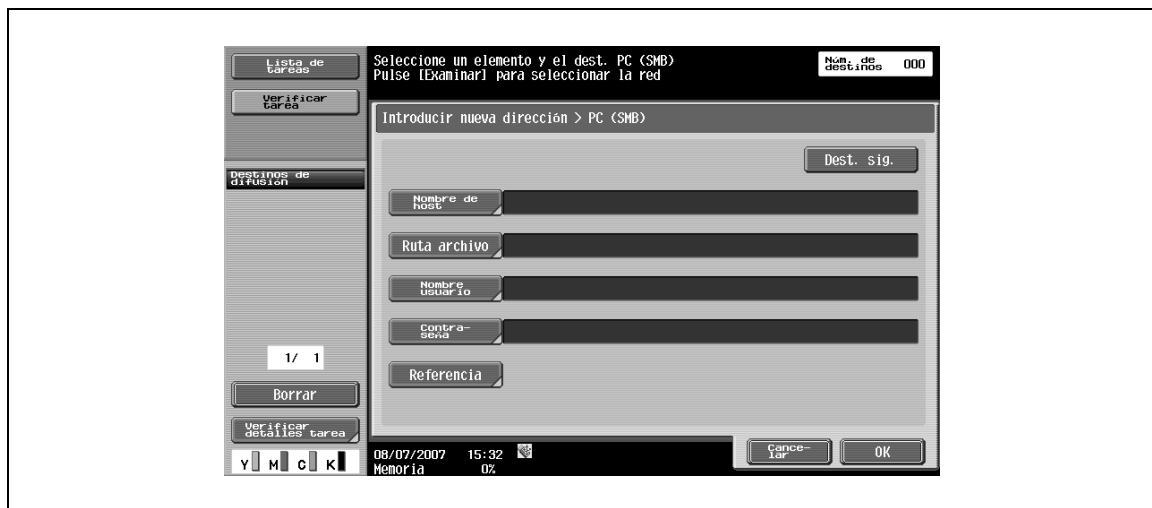 Lista de
tareas
Verificar
tarea
Destinos de
difusión
1/ 1
Borrar
Verificar
detalles tarea
Y M C K
Seleccione un elemento y el dest. PC (SMB)
Pulse [Examinar] para seleccionar la red
Núm. de
destinos 000
Introducir nueva dirección > PC (SMB)
Dest. sig.
Nombre de
host
Ruta archivo
Nombre
usuario
Contra-
seña
Referencia
08/07/2007 15:32
Memoria 0%
Cance-
lar
OK